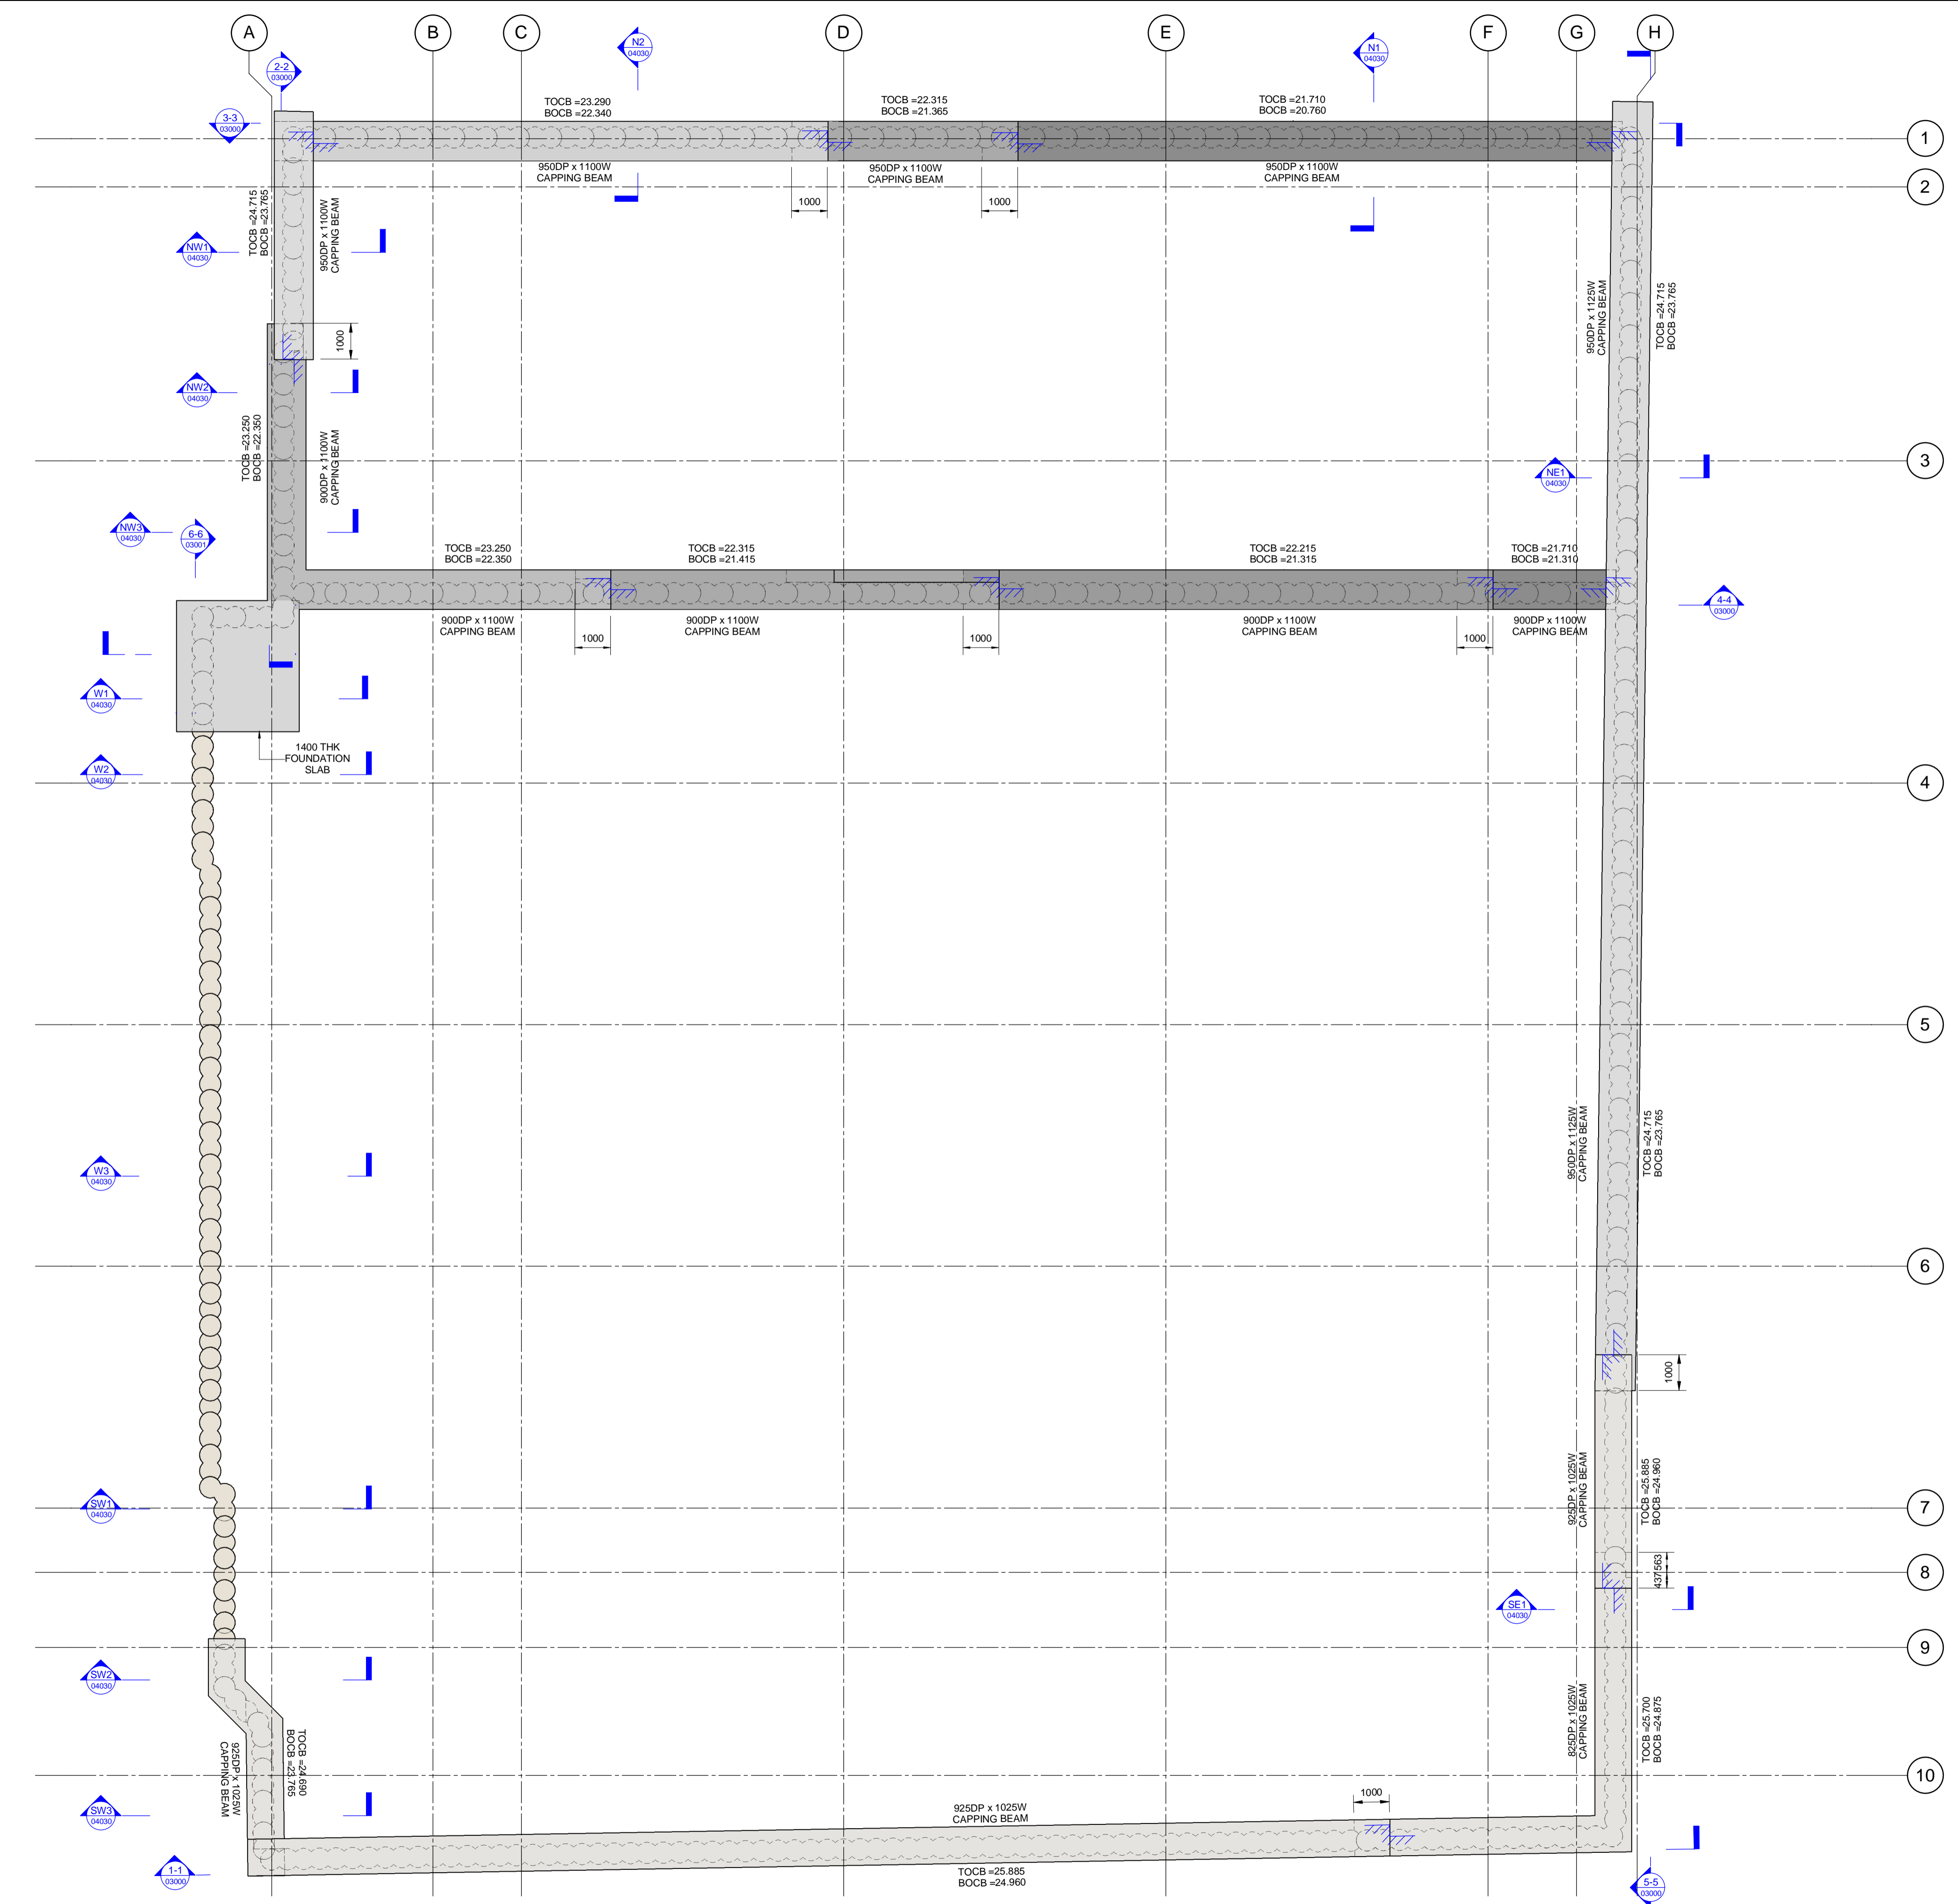 A
B
C
D
E
F
G
H
2-2
03000
N2
04030
N1
04030
3-3
03000
TOCB =23.290
BOCB =22.340
TOCB =22.315
BOCB =21.365
TOCB =21.710
BOCB =20.760
1
950DP x 1100W
CAPPING BEAM
950DP x 1100W
CAPPING BEAM
950DP x 1100W
CAPPING BEAM
2
1000
1000
TOCB =24.715
BOCB =23.765
950DP x 1100W
CAPPING BEAM
NW1
04030
1000
950DP x 1125W
CAPPING BEAM
TOCB =24.715
BOCB =23.765
NW2
04030
TOCB =23.250
BOCB =22.350
900DP x 1100W
CAPPING BEAM
3
NE1
04030
NW3
04030
6-6
03001
TOCB =23.250
BOCB =22.350
TOCB =22.315
BOCB =21.415
TOCB =22.215
BOCB =21.315
TOCB =21.710
BOCB =21.310
4-4
03000
900DP x 1100W
CAPPING BEAM
900DP x 1100W
CAPPING BEAM
900DP x 1100W
CAPPING BEAM
900DP x 1100W
CAPPING BEAM
1000
1000
1000
W1
04030
1400 THK
FOUNDATION
SLAB
W2
04030
4
5
950DP x 1125W
CAPPING BEAM
TOCB =24.715
BOCB =23.765
W3
04030
6
1000
925DP x 1025W
CAPPING BEAM
TOCB =25.885
BOCB =24.960
SW1
04030
7
563
437
8
SE1
04030
9
SW2
04030
825DP x 1025W
CAPPING BEAM
TOCB =25.700
BOCB =24.875
TOCB =24.690
BOCB =23.765
925DP x 1025W
CAPPING BEAM
10
SW3
04030
1000
925DP x 1025W
CAPPING BEAM
1-1
03000
TOCB =25.885
BOCB =24.960
5-5
03000